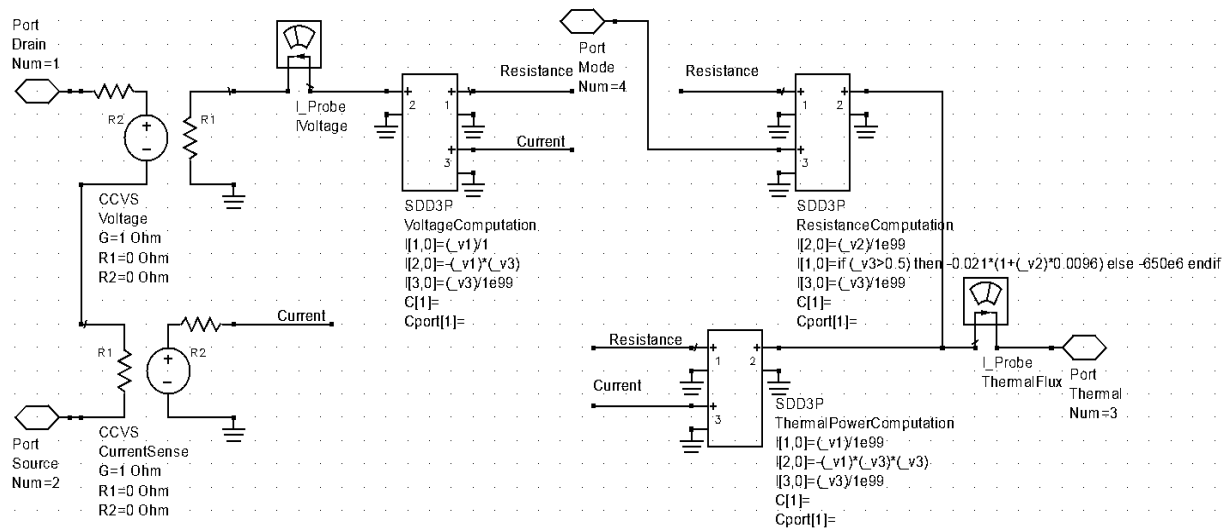 Port
Drain
Num=1
R2
R1
CCVS
Voltage
G=1 Ohm
R1=0 Ohm
R2=0 Ohm
I_Probe
IVoltage
2
1
3
Resistance
Current
SDD3P
VoltageComputation
I[1,0]=(_v1)/1
I[2,0]=-(_v1)*(_v3)
I[3,0]=(_v3)/1e99
C[1]=
Cport[1]=
Port
Mode
Num=4
Resistance
1
2
3
SDD3P
ResistanceComputation
I[2,0]=(_v2)/1e99
I[1,0]=if (_v3>0.5) then -0.021*(1+(_v2)*0.0096) else -650e6 endif
I[3,0]=(_v3)/1e99
C[1]=
Cport[1]=
R1
R2
Current
Port
Source
Num=2
CCVS
CurrentSense
G=1 Ohm
R1=0 Ohm
R2=0 Ohm
Resistance
Current
1
2
3
SDD3P
ThermalPowerComputation
I[1,0]=(_v1)/1e99
I[2,0]=-(_v1)*(_v3)*(_v3)
I[3,0]=(_v3)/1e99
C[1]=
Cport[1]=
I_Probe
ThermalFlux
Port
Thermal
Num=3